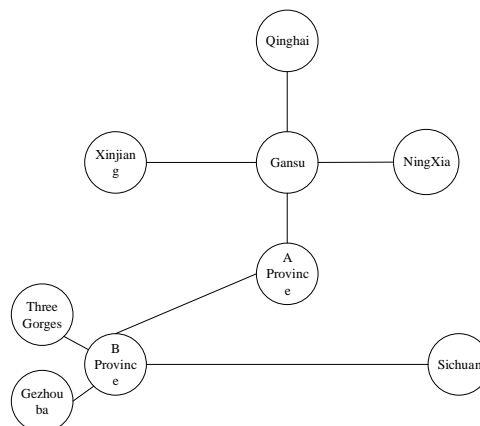 Qinghai
Xinjian
g
Gansu
NingXia
A
Provinc
e
Three
Gorges
B
Provinc
e
Sichuan
Gezhou
ba